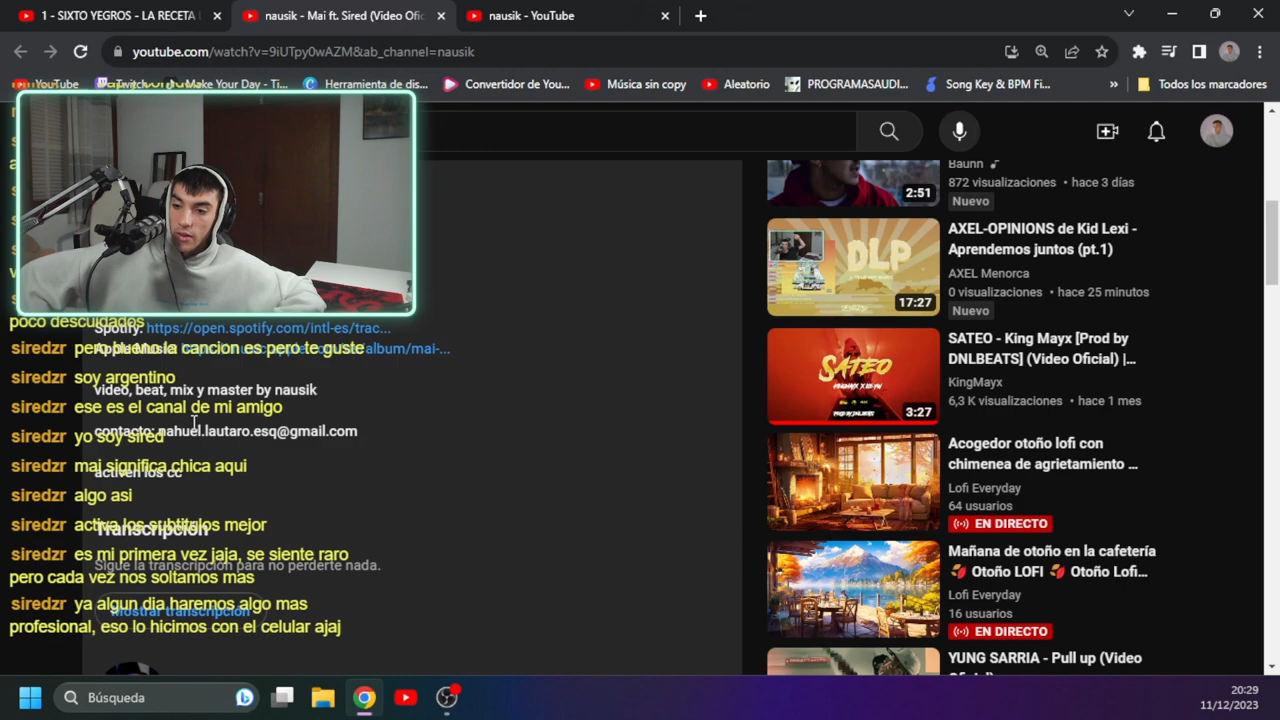 1 - SIXTO YEGROS - LA RECETA
nausik - Mai ft. Sired (Video Ofic
nausik - YouTube
youtube.com/watch?v=9iUTpy0wAZM&ab_channel=nausik
YouTube
Twitch
Make Your Day - Ti...
Herramienta de dis...
Convertidor de You...
Música sin copy
Aleatorio
PROGRAMASAUDI...
Song Key & BPM Fi...
»
Todos los marcadores
poco descuidados
Spotify: https://open.spotify.com/intl-es/trac...
siredzr pero bueno la cancion es pero te guste
siredzr soy argentino
video, beat, mix y master by nausik
siredzr ese es el canal de mi amigo
contacto: nahuel.lautaro.esq@gmail.com
siredzr yo soy sired
siredzr mai significa chica aqui
activen los cc
siredzr algo asi
siredzr activa los subtitulos mejor
Transcripción
siredzr es mi primera vez jaja, se siente raro
Sigue la transcripción para no perderte nada.
pero cada vez nos soltamos mas
siredzr ya algun dia haremos algo mas
Mostrar transcripción
profesional, eso lo hicimos con el celular ajaj
Baunn
872 visualizaciones • hace 3 días
Nuevo
2:51
AXEL-OPINIONS de Kid Lexi -
Aprendemos juntos (pt.1)
AXEL Menorca
0 visualizaciones • hace 25 minutos
Nuevo
DLP
17:27
SATEO - King Mayx [Prod by
DNLBEATS] (Video Oficial) |...
KingMayx
6,3 K visualizaciones • hace 1 mes
SATEO
3:27
Acogedor otoño lofi con
chimenea de agrietamiento ...
Lofi Everyday
64 usuarios
EN DIRECTO
Mañana de otoño en la cafetería
🍂 Otoño LOFI 🍂 Otoño Lofi...
Lofi Everyday
16 usuarios
EN DIRECTO
YUNG SARRIA - Pull up (Video
Búsqueda
20:29
11/12/2023